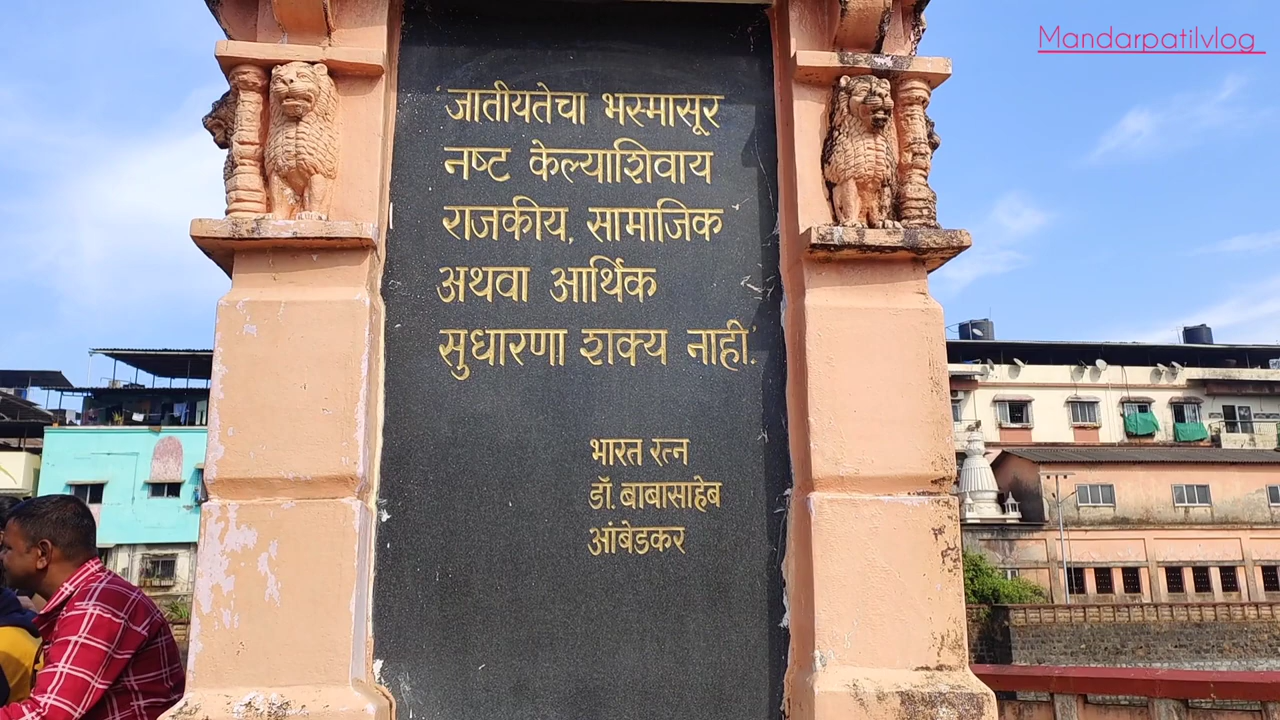 Mandarpatilvlog
'जातीयतेचा भस्मासूर
नष्ट केल्याशिवाय
राजकीय, सामाजिक
अथवा आर्थिक
सुधारणा शक्य नाही.'
भारत रत्न
डॉ. बाबासाहेब
आंबेडकर